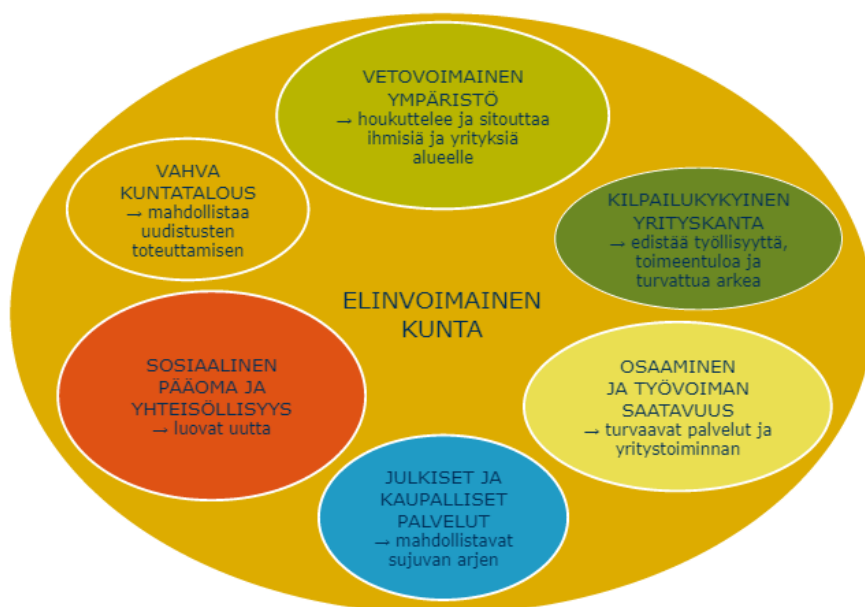 VETOVOIMAINEN
YMPÄRISTÖ
→ houkuttelee ja sitouttaa
ihmisiä ja yrityksiä
alueelle
VAHVA
KUNTATALOUS
→ mahdollistaa
uudistusten
toteuttamisen
KILPAILUKYKYINEN
YRITYSKANTA
→ edistää työllisyyttä,
toimeentuloa ja
turvattua arkea
ELINVOIMAINEN
KUNTA
SOSIAALINEN
PÄÄOMA JA
YHTEISÖLLISYYS
→ luovat uutta
OSAAMINEN
JA TYÖVOIMAN
SAATAVUUS
→ turvaavat palvelut ja
yritystoiminnan
JULKISET JA
KAUPALLISET
PALVELUT
→ mahdollistavat
sujuvan arjen